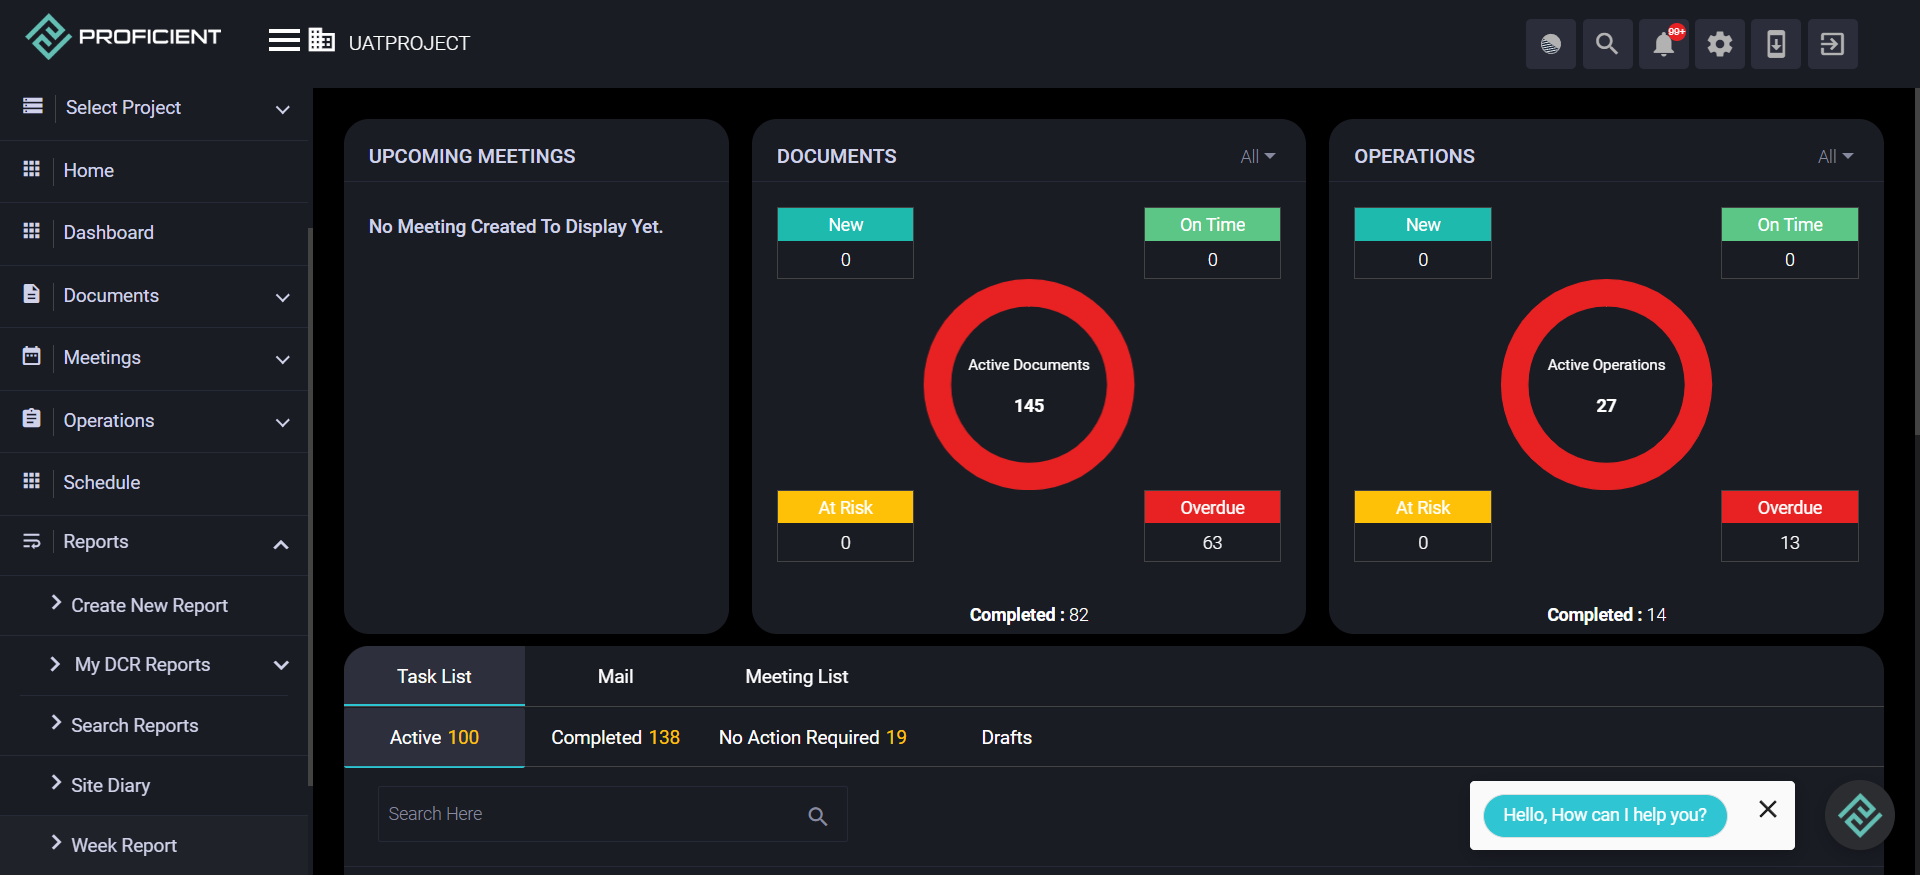 PROFICIENT
UATPROJECT
99+
Select Project
Home
Dashboard
Documents
Meetings
Operations
Schedule
Reports
Create New Report
My DCR Reports
Search Reports
Site Diary
Week Report
UPCOMING MEETINGS
No Meeting Created To Display Yet.
DOCUMENTS
All
New
0
On Time
0
Active Documents
145
At Risk
0
Overdue
63
Completed : 82
OPERATIONS
All
New
0
On Time
0
Active Operations
27
At Risk
0
Overdue
13
Completed : 14
Task List
Mail
Meeting List
Active 100
Completed 138
No Action Required 19
Drafts
Search Here
Hello, How can I help you?